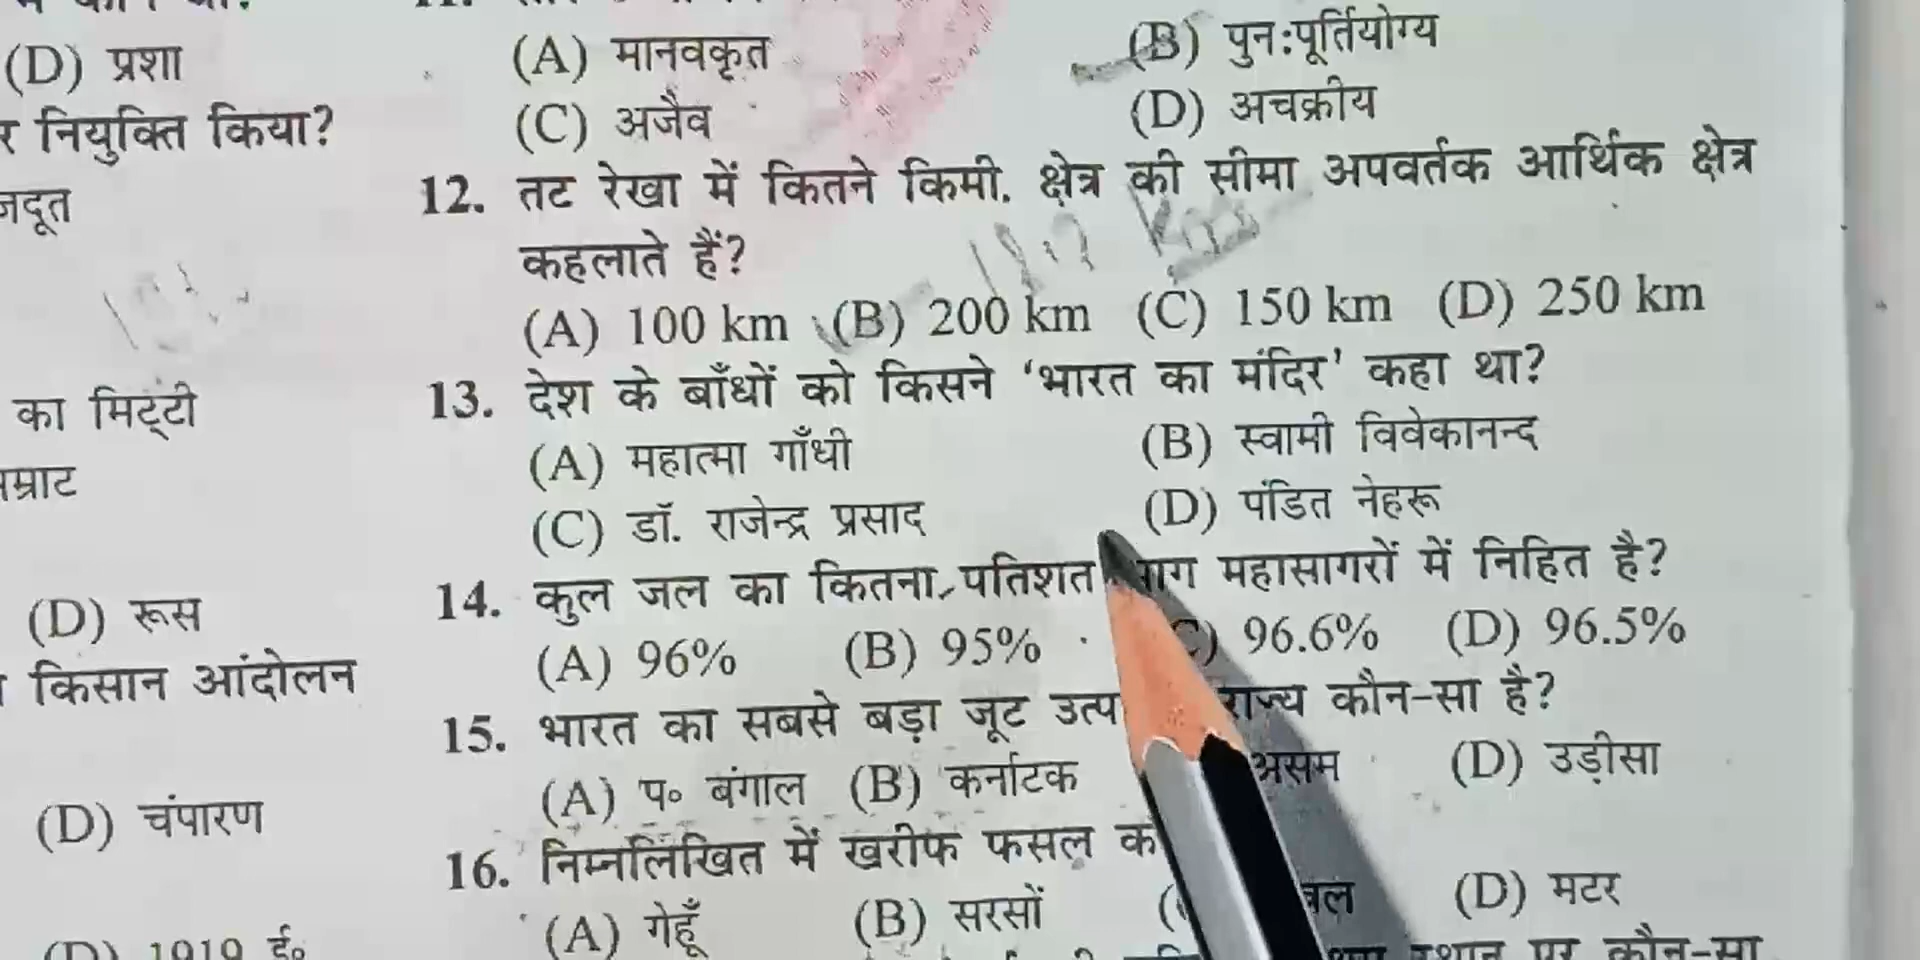 (D) प्रशा
नियुक्ति किया?
का मिट्टी
(D) रूस
किसान आंदोलन
(D) चंपारण
1919 ई०
(A) मानवकृत (B) पुनःपूर्तियोग्य
(C) अजैव (D) अचक्रीय
12. तट रेखा में कितने किमी. क्षेत्र की सीमा अपवर्तक आर्थिक क्षेत्र
कहलाते हैं?
(A) 100 km (B) 200 km (C) 150 km (D) 250 km
13. देश के बाँधों को किसने ‘भारत का मंदिर’ कहा था?
(A) महात्मा गाँधी (B) स्वामी विवेकानन्द
(C) डॉ. राजेन्द्र प्रसाद (D) पंडित नेहरू
14. कुल जल का कितना पतिशत महासागरों में निहित है?
(A) 96% (B) 95% 96.6% (D) 96.5%
15. भारत का सबसे बड़ा जूट राज्य कौन-सा है?
(A) प० बंगाल (B) कर्नाटक असम (D) उड़ीसा
16. निम्नलिखित में खरीफ फसल
(A) गेहूँ (B) सरसों (D) मटर
स्थान पर कौन-सा